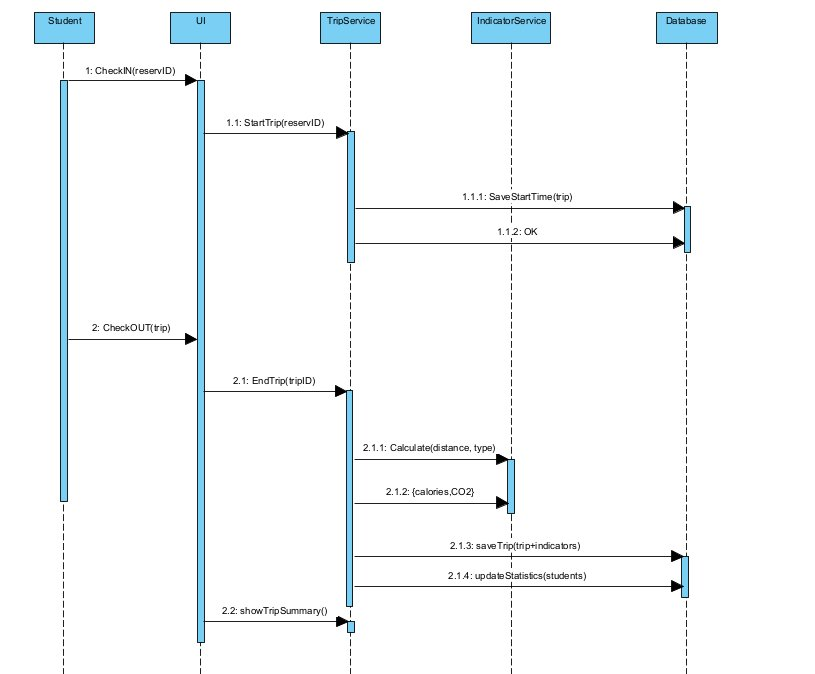 Student
UI
TripService
IndicatorService
Database
1: CheckIN(reservID)
1.1: StartTrip(reservID)
1.1.1: SaveStartTime(trip)
1.1.2: OK
2: CheckOUT(trip)
2.1: EndTrip(tripID)
2.1.1: Calculate(distance, type)
2.1.2: {calories,CO2}
2.1.3: saveTrip(trip+indicators)
2.1.4: updateStatistics(students)
2.2: showTripSummary()